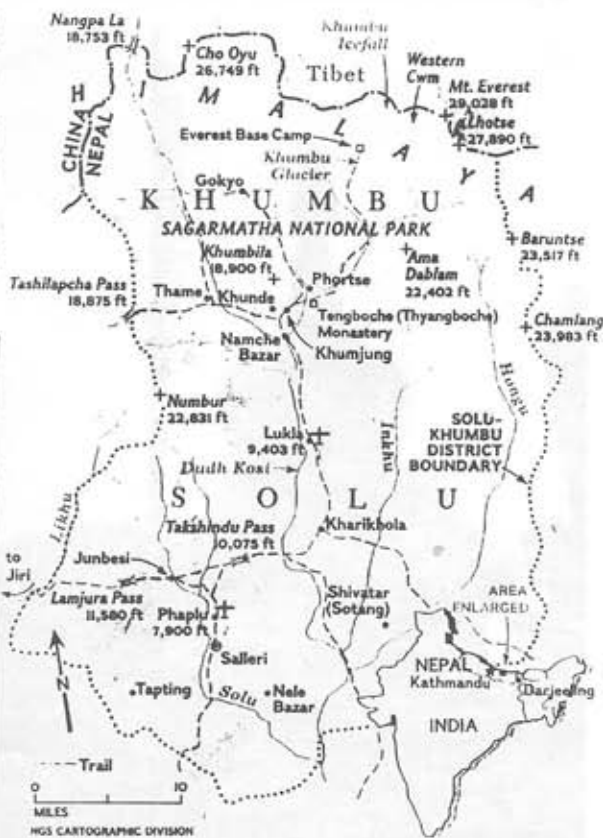 Nangpa La
18,753 ft
Cho Oyu
26,749 ft
Khumbu
Icefall
Western
Cwm
Tibet
Mt. Everest
29,028 ft
Lhotse
27,890 ft
HIMALAYA
CHINA
NEPAL
Everest Base Camp
Khumbu
Glacier
Gokyo
KHUMBU
SAGARMATHA NATIONAL PARK
Khumbila
18,900 ft
Ama
Dablam
22,402 ft
Baruntse
23,517 ft
Tashilapcha Pass
18,875 ft
Thame
Khunde
Phortse
Tengboche (Thyangboche)
Monastery
Khumjung
Namche
Bazar
Chamlang
23,983 ft
Numbur
22,831 ft
Hongu
Lukla
9,403 ft
Inkhu
SOLU-
KHUMBU
DISTRICT
BOUNDARY
Dudh Kosi
SOLU
Likhu
Takshindu Pass
10,075 ft
Kharikhola
to
Jiri
Junbesi
Lamjura Pass
11,580 ft
Phaplu
7,900 ft
Shivatar
(Sotang)
AREA
ENLARGED
Salleri
NEPAL
Kathmandu
Darjeeling
N
Tapting
Solu
Nele
Bazar
INDIA
Trail
0 10
MILES
NGS CARTOGRAPHIC DIVISION